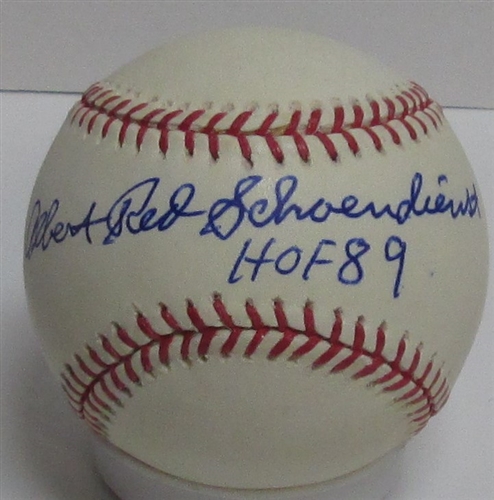 Albert Red Schoendienst
HOF 89